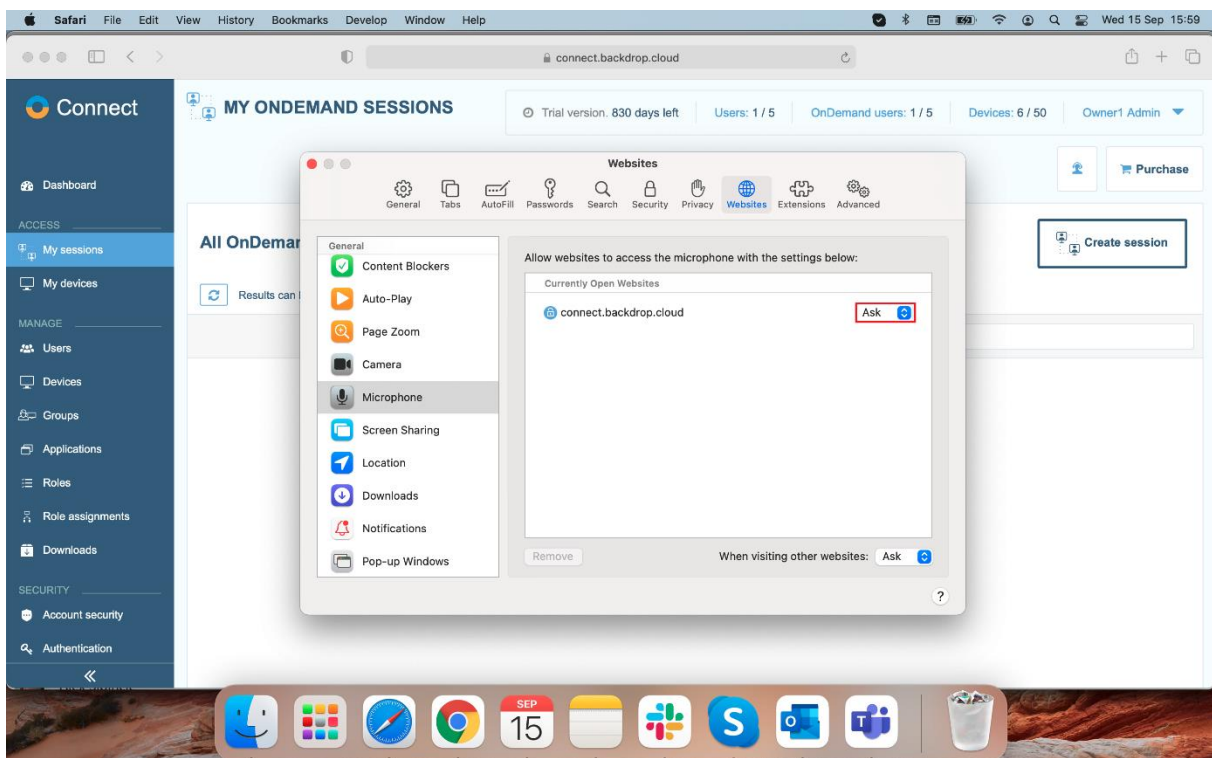 Safari File Edit View History Bookmarks Develop Window Help Wed 15 Sep 15:59
connect.backdrop.cloud
Connect
MY ONDEMAND SESSIONS
Trial version. 830 days left Users: 1 / 5 OnDemand users: 1 / 5 Devices: 6 / 50 Owner1 Admin
Purchase
Dashboard
ACCESS
My sessions
My devices
MANAGE
Users
Devices
Groups
Applications
Roles
Role assignments
Downloads
SECURITY
Account security
Authentication
All OnDemar
Create session
Results can
Websites
General Tabs AutoFill Passwords Search Security Privacy Websites Extensions Advanced
General
Content Blockers
Auto-Play
Page Zoom
Camera
Microphone
Screen Sharing
Location
Downloads
Notifications
Pop-up Windows
Allow websites to access the microphone with the settings below:
Currently Open Websites
connect.backdrop.cloud Ask
Remove When visiting other websites: Ask
?
SEP
15
S